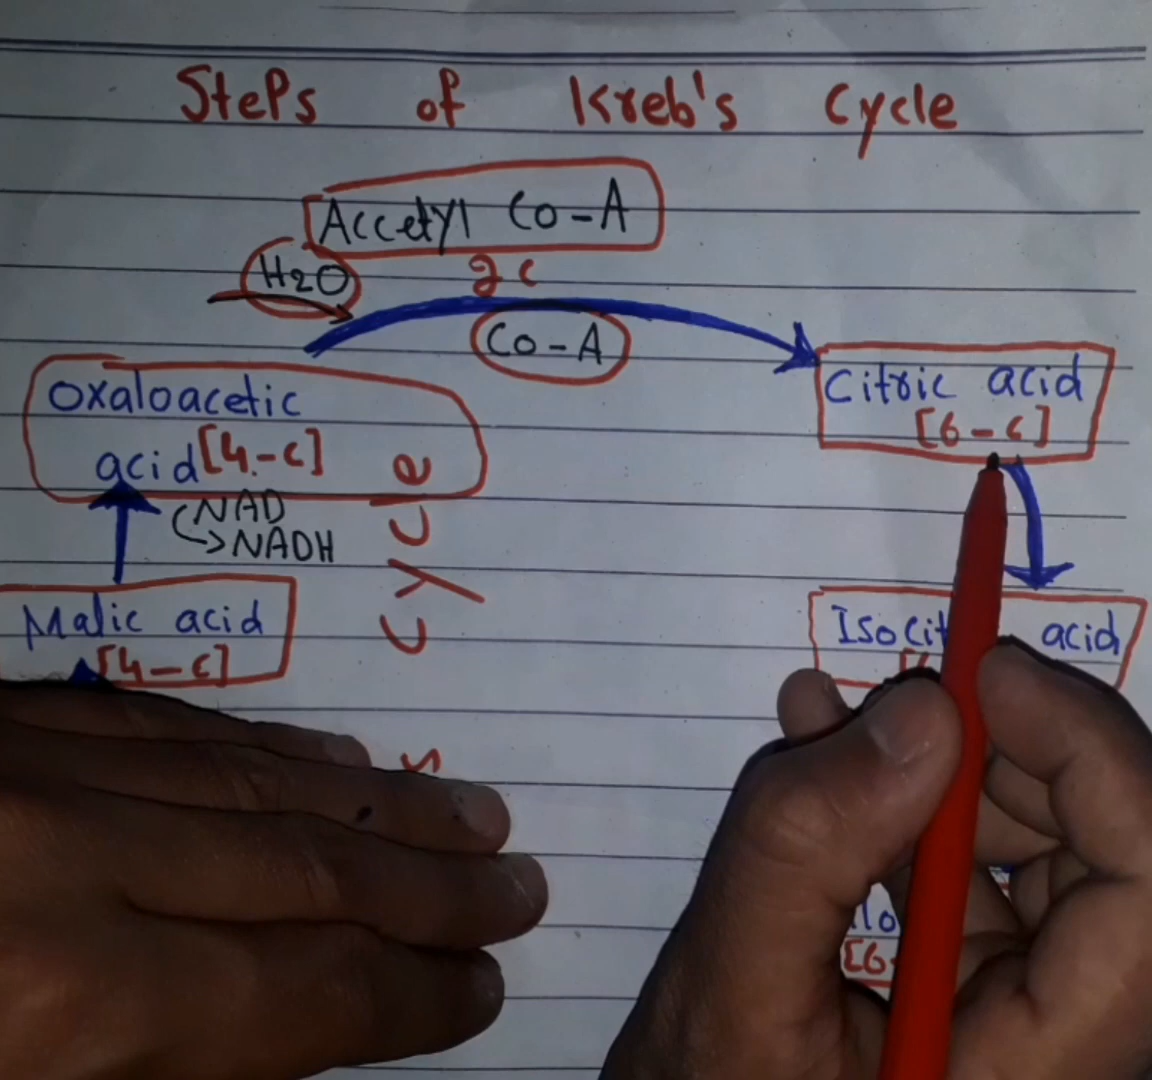 Steps of Kreb's Cycle
Accetyl Co-A
H2O
2c
Co-A
Citric acid
[6-c]
Oxaloacetic
acid [4-c]
NAD
NADH
Cycle
Malic acid
[4-c]
acid